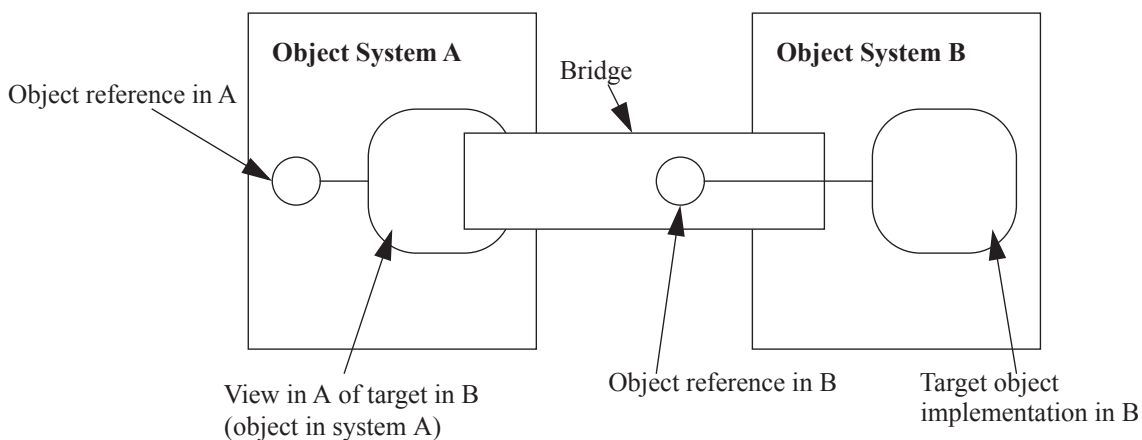 Object System A
Object System B
Bridge
Object reference in A
View in A of target in B
(object in system A)
Object reference in B
Target object
implementation in B